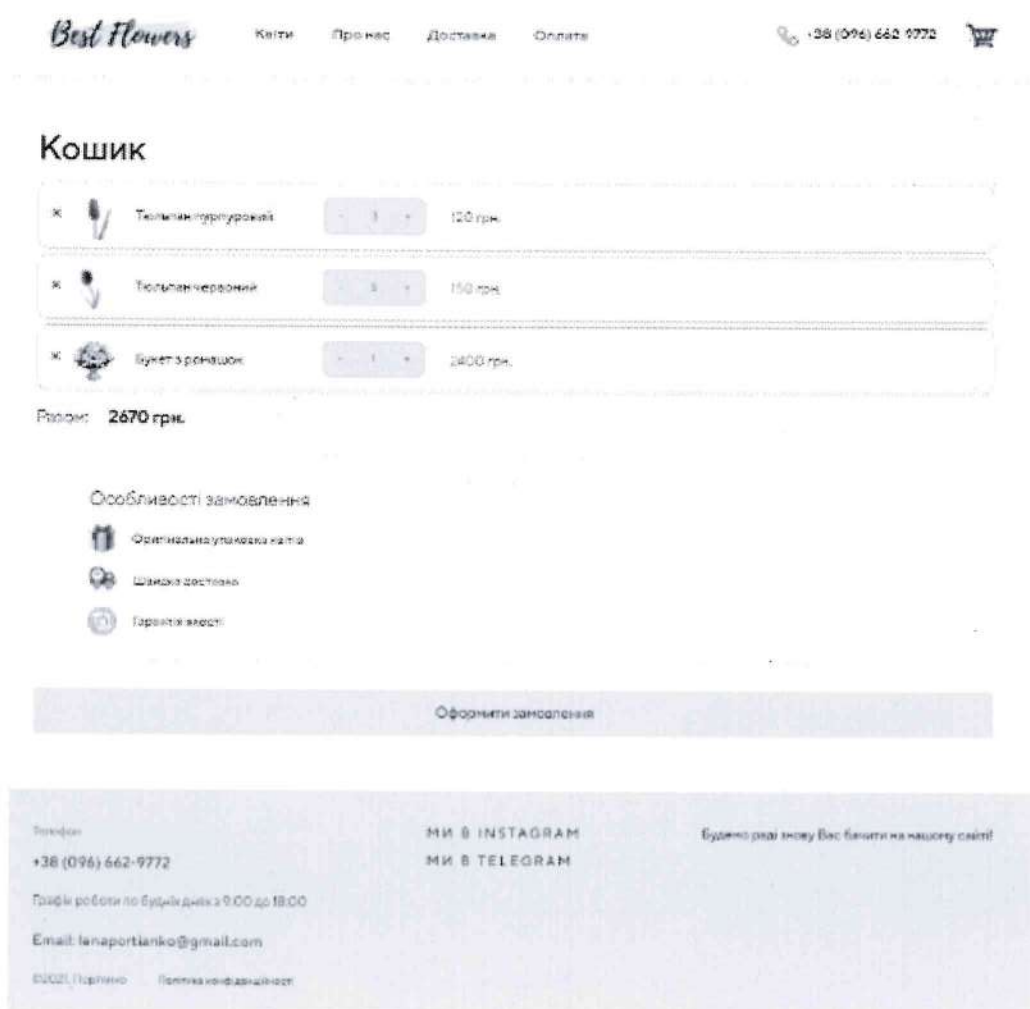 Best Flowers Квіти Про нас Доставка Оплата +38 (096) 662-9772
Кошик
× Тюльпан пурпуровий - + 120 грн.
× Тюльпан червоний - + 150 грн.
× Букет з ромашок - 1 + 2400 грн.
Разом: 2670 грн.
Особливості замовлення
Оригінальна упаковка квітів
Швидка доставка
Гарантія якості
Оформити замовлення
Телефон МИ В INSTAGRAM Будемо раді знову Вас бачити на нашому сайті!
+38 (096) 662-9772 МИ В TELEGRAM
Графік роботи по будніх днях з 9:00 до 18:00
Email: lanaportianko@gmail.com
©2021, Політика конфіденційності